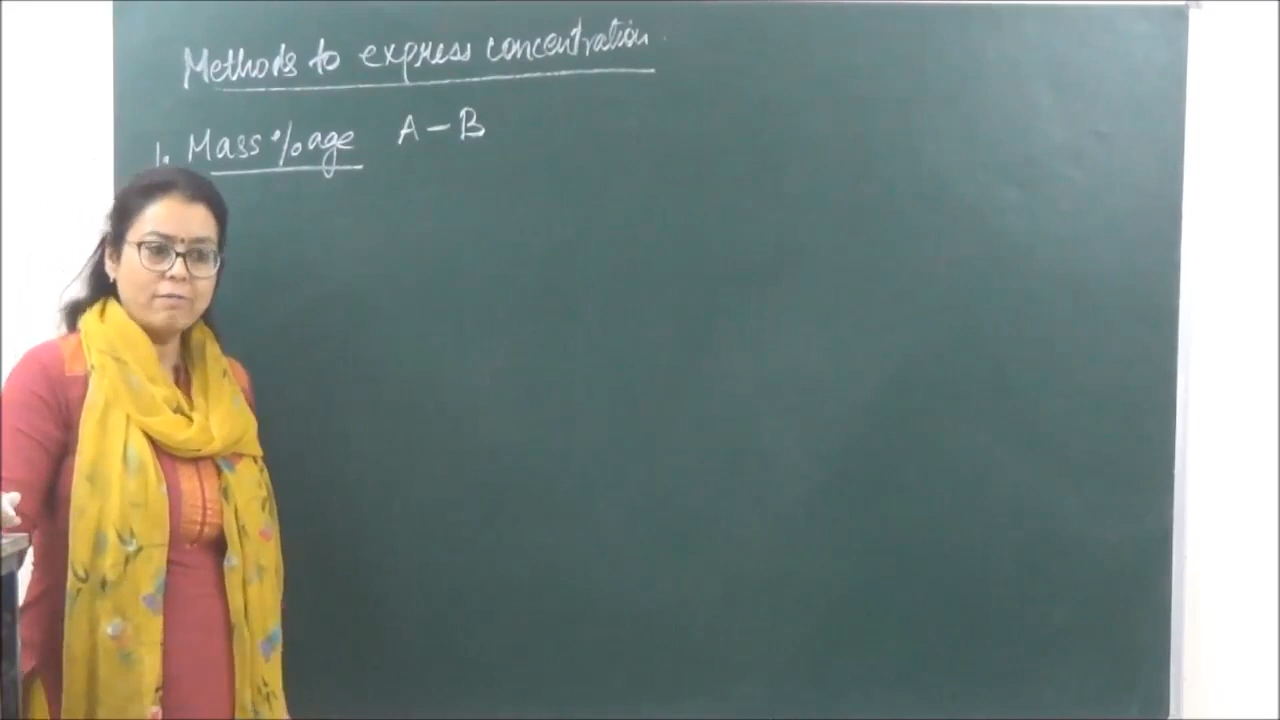 Methods to express concentration.
1. Mass %age A - B